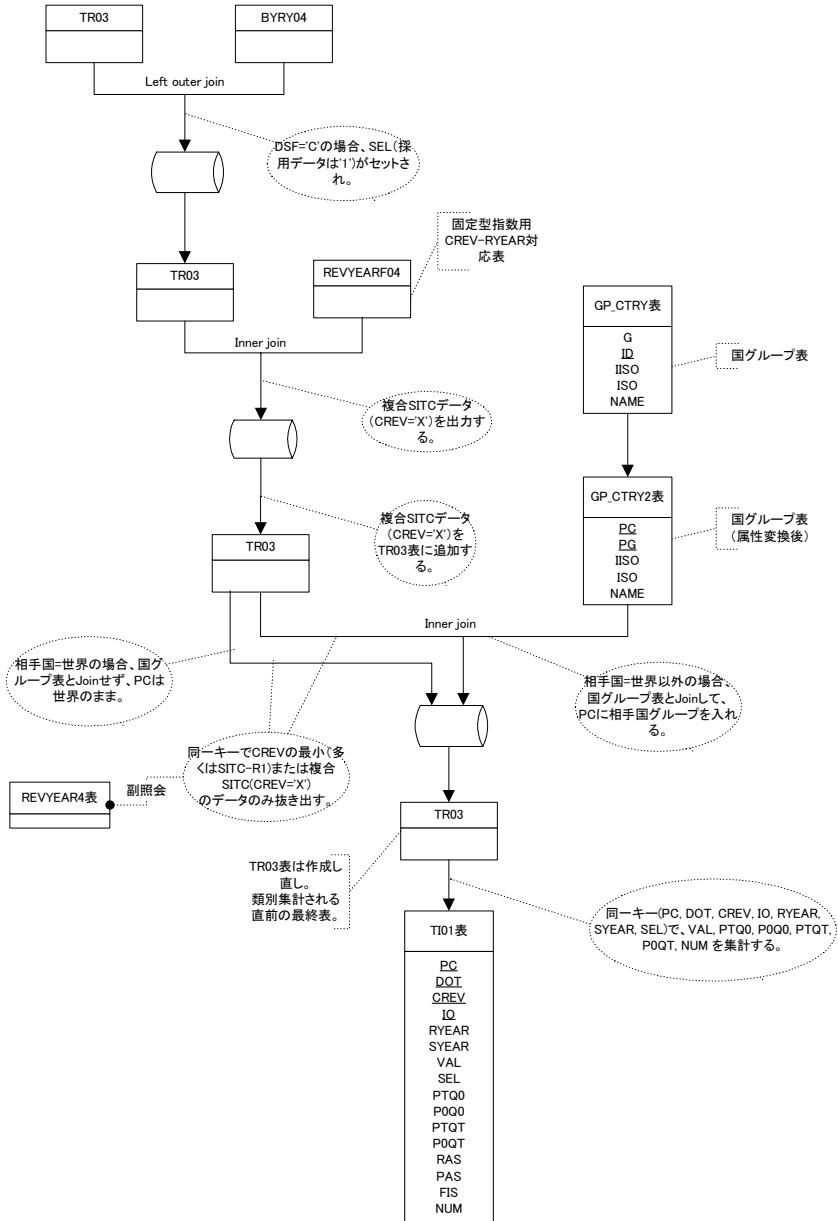 TR03
BYRY04
Left outer join
DSF='C'の場合、SEL(採
用データは'1')がセットさ
れ。
TR03
REVYEARF04
固定型指数用
CREV-RYEAR対
応表
Inner join
複合SITCデータ
(CREV='X')を出力す
る。
GP_CTRY表
G
ID
IISO
ISO
NAME
国グループ表
複合SITCデータ
(CREV='X')を
TR03表に追加す
る。
TR03
GP_CTRY2表
PC
PG
IISO
ISO
NAME
国グループ表
(属性変換後)
Inner join
相手国=世界の場合、国グ
ループ表とJoinせず、PCは
世界のまま。
相手国=世界以外の場合、
国グループ表とJoinして、
PCに相手国グループを入れ
る。
同一キーでCREVの最小(多
くはSITC-R1)または複合
SITC(CREV='X')
のデータのみ抜き出す。
REVYEAR4表
副照会
TR03
TR03表は作成し
直し。
類別集計される
直前の最終表。
同一キー(PC, DOT, CREV, IO, RYEAR,
SYEAR, SEL)で、VAL, PTQ0, P0Q0, PTQT,
P0QT, NUM を集計する。
TI01表
PC
DOT
CREV
IO
RYEAR
SYEAR
VAL
SEL
PTQ0
P0Q0
PTQT
P0QT
RAS
PAS
FIS
NUM